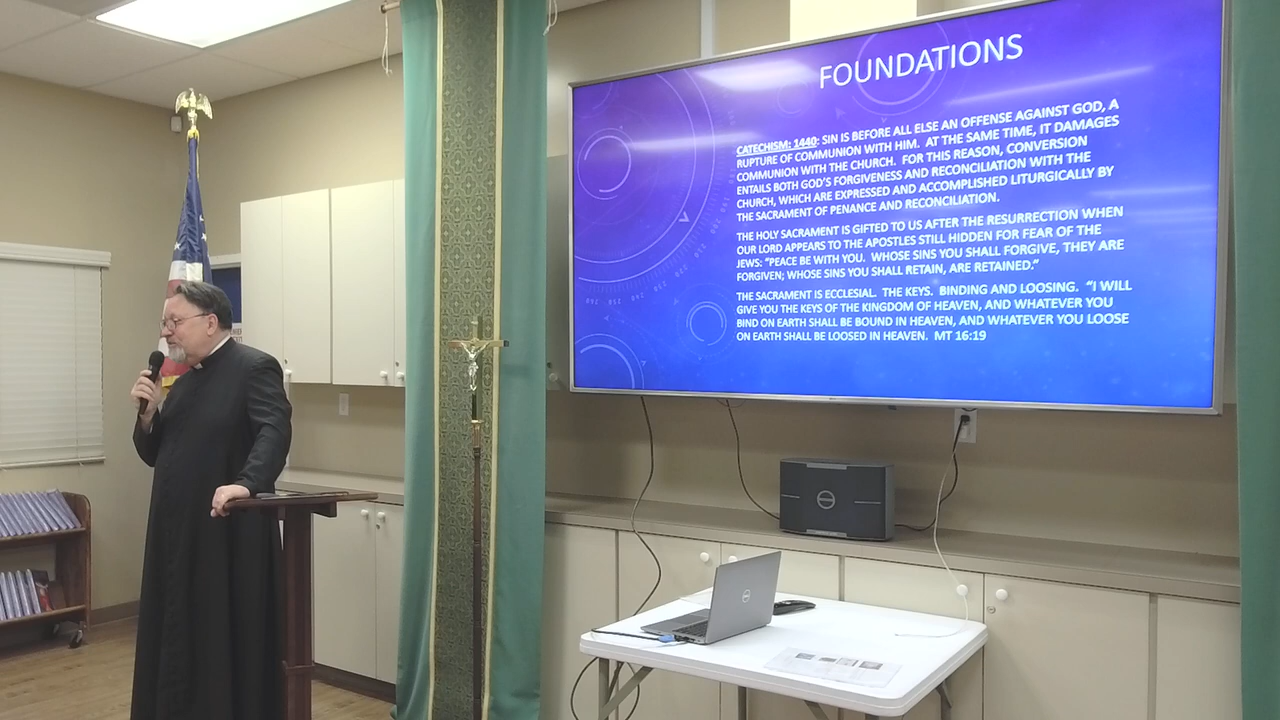 FOUNDATIONS
CATECHISM: 1440: SIN IS BEFORE ALL ELSE AN OFFENSE AGAINST GOD, A
RUPTURE OF COMMUNION WITH HIM. AT THE SAME TIME, IT DAMAGES
COMMUNION WITH THE CHURCH. FOR THIS REASON, CONVERSION
ENTAILS BOTH GOD'S FORGIVENESS AND RECONCILIATION WITH THE
CHURCH, WHICH ARE EXPRESSED AND ACCOMPLISHED LITURGICALLY BY
THE SACRAMENT OF PENANCE AND RECONCILIATION.
THE HOLY SACRAMENT IS GIFTED TO US AFTER THE RESURRECTION WHEN
OUR LORD APPEARS TO THE APOSTLES STILL HIDDEN FOR FEAR OF THE
JEWS: "PEACE BE WITH YOU. WHOSE SINS YOU SHALL FORGIVE, THEY ARE
FORGIVEN; WHOSE SINS YOU SHALL RETAIN, ARE RETAINED."
THE SACRAMENT IS ECCLESIAL. THE KEYS. BINDING AND LOOSING. "I WILL
GIVE YOU THE KEYS OF THE KINGDOM OF HEAVEN, AND WHATEVER YOU
BIND ON EARTH SHALL BE BOUND IN HEAVEN, AND WHATEVER YOU LOOSE
ON EARTH SHALL BE LOOSED IN HEAVEN. MT 16:19
DELL